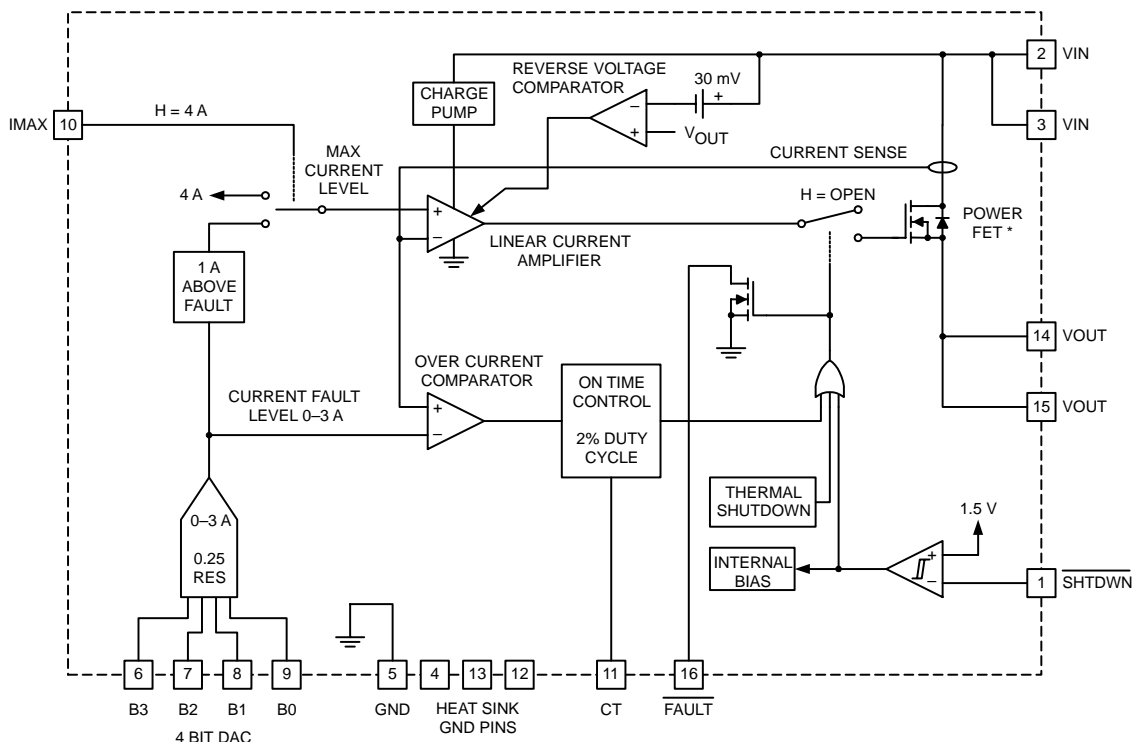 2
VIN
REVERSE VOLTAGE
COMPARATOR
30 mV
+
CHARGE
PUMP
–
+
VOUT
H = 4 A
IMAX
10
3
VIN
MAX
CURRENT
LEVEL
CURRENT SENSE
4 A
H = OPEN
+
–
POWER
FET *
LINEAR CURRENT
AMPLIFIER
1 A
ABOVE
FAULT
14
VOUT
OVER CURRENT
COMPARATOR
ON TIME
CONTROL
2% DUTY
CYCLE
CURRENT FAULT
LEVEL 0–3 A
+
–
15
VOUT
THERMAL
SHUTDOWN
1.5 V
0–3 A
0.25
RES
INTERNAL
BIAS
+
–
1
SHTDWN
6
7
8
9
5
4
13
12
11
16
B3
B2
B1
B0
GND
HEAT SINK
GND PINS
CT
FAULT
4 BIT DAC